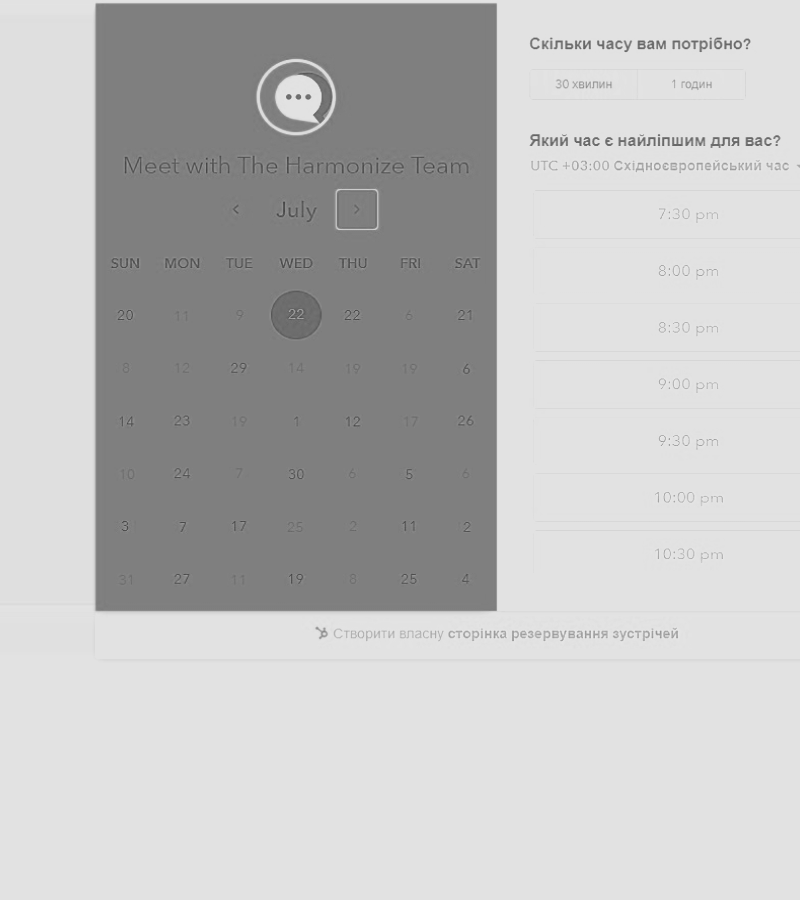 Meet with The Harmonize Team
July
SUN MON TUE WED THU FRI SAT
20 11 9 22 22 6 21
8 12 29 14 19 19 6
14 23 19 1 12 17 26
10 24 7 30 6 5 6
3 7 17 25 2 11 2
31 27 11 19 8 25 4
Скільки часу вам потрібно?
30 хвилин 1 годин
Який час є найліпшим для вас?
UTC +03:00 Східноєвропейський час
7:30 pm
8:00 pm
8:30 pm
9:00 pm
9:30 pm
10:00 pm
10:30 pm
Створити власну сторінка резервування зустрічей